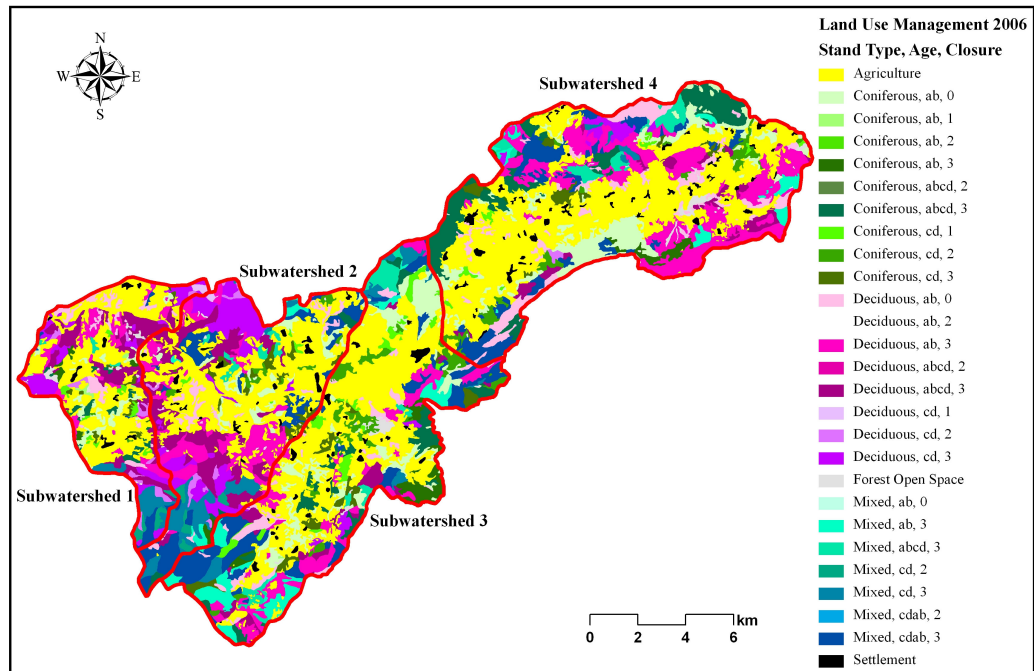 Land Use Management 2006
Stand Type, Age, Closure
N
W E
S
Subwatershed 4
Subwatershed 2
Subwatershed 1
Subwatershed 3
Agriculture
Coniferous, ab, 0
Coniferous, ab, 1
Coniferous, ab, 2
Coniferous, ab, 3
Coniferous, abcd, 2
Coniferous, abcd, 3
Coniferous, cd, 1
Coniferous, cd, 2
Coniferous, cd, 3
Deciduous, ab, 0
Deciduous, ab, 2
Deciduous, ab, 3
Deciduous, abcd, 2
Deciduous, abcd, 3
Deciduous, cd, 1
Deciduous, cd, 2
Deciduous, cd, 3
Forest Open Space
Mixed, ab, 0
Mixed, ab, 3
Mixed, abcd, 3
Mixed, cd, 2
Mixed, cd, 3
Mixed, cdab, 2
Mixed, cdab, 3
Settlement
0 2 4 6
km